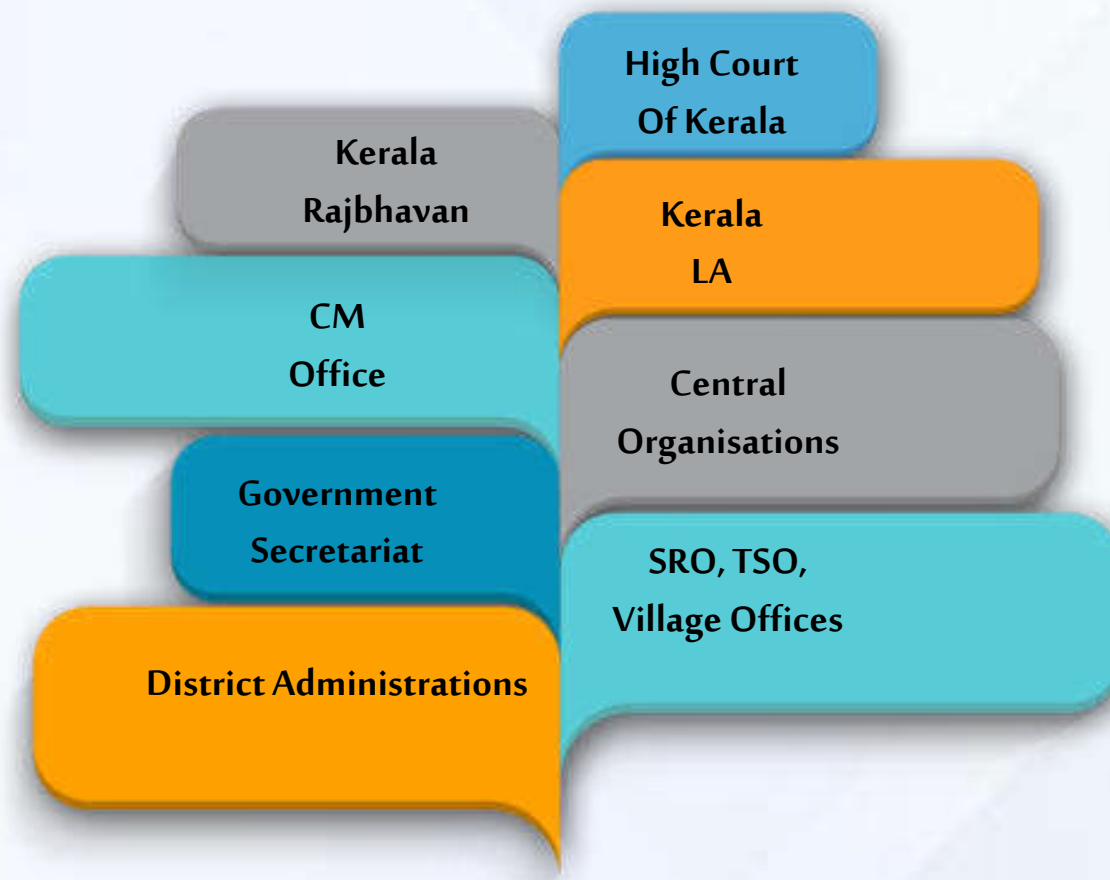 High Court
Of Kerala
Kerala
Rajbhavan
Kerala
LA
CM
Office
Central
Organisations
Government
Secretariat
SRO, TSO,
Village Offices
District Administrations